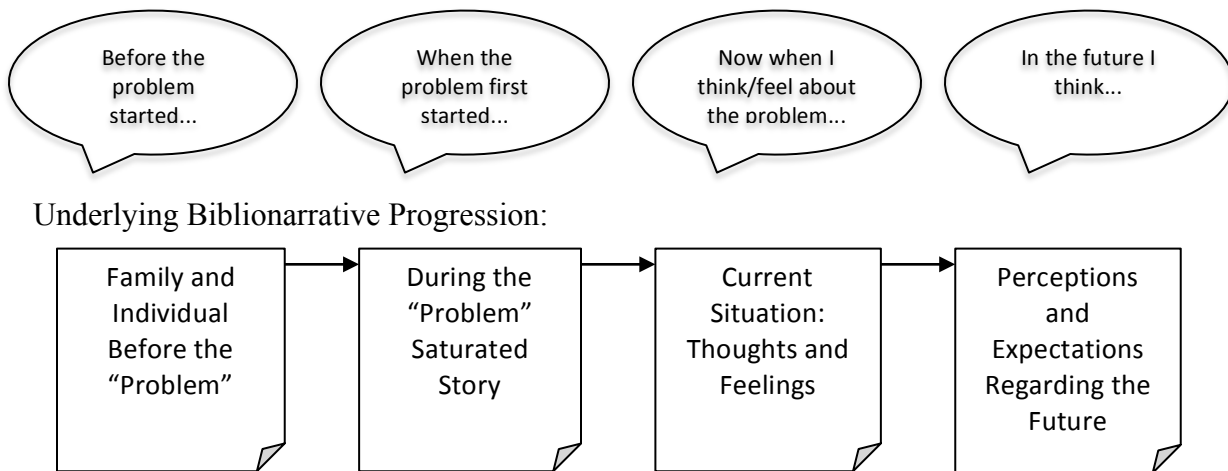 Before the
problem
started...
When the
problem first
started...
Now when I
think/feel about
the problem...
In the future I
think...
Underlying Biblionarrative Progression:
Family and
Individual
Before the
“Problem”
During the
“Problem”
Saturated
Story
Current
Situation:
Thoughts and
Feelings
Perceptions
and
Expectations
Regarding the
Future